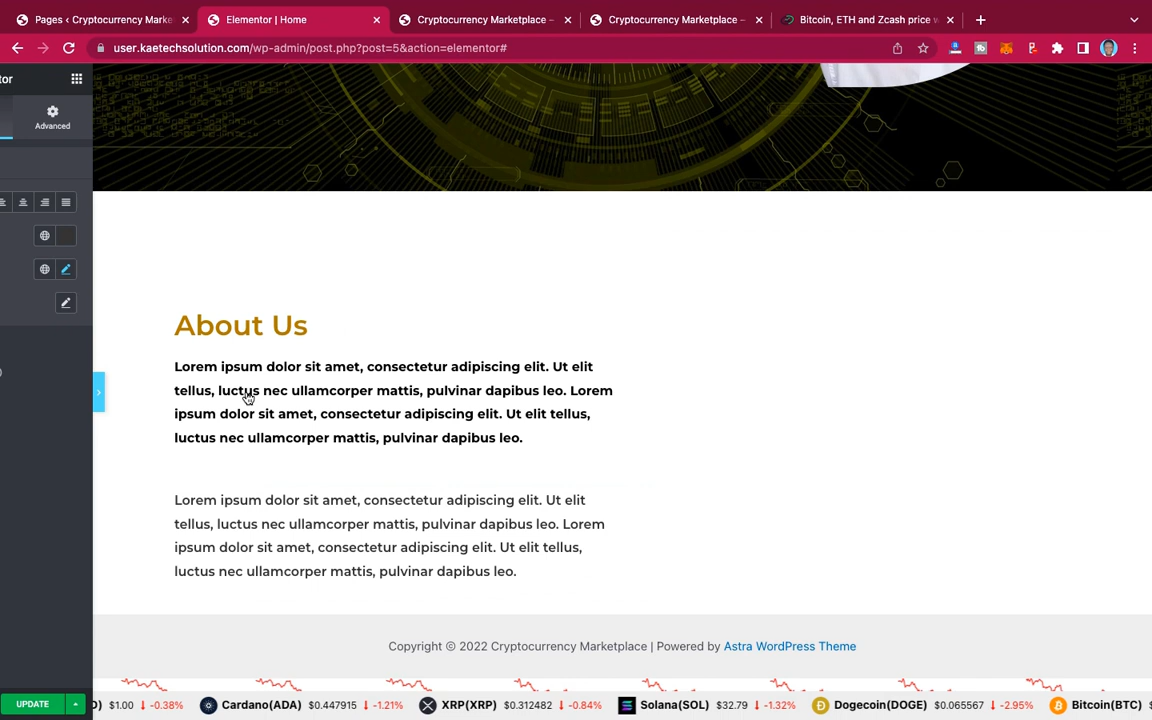 Pages ‹ Cryptocurrency Marke
Elementor | Home
Cryptocurrency Marketplace –
Cryptocurrency Marketplace –
Bitcoin, ETH and Zcash price w
user.kaetechsolution.com/wp-admin/post.php?post=5&action=elementor#
tor
Advanced
About Us
Lorem ipsum dolor sit amet, consectetur adipiscing elit. Ut elit
tellus, luctus nec ullamcorper mattis, pulvinar dapibus leo. Lorem
ipsum dolor sit amet, consectetur adipiscing elit. Ut elit tellus,
luctus nec ullamcorper mattis, pulvinar dapibus leo.
Lorem ipsum dolor sit amet, consectetur adipiscing elit. Ut elit
tellus, luctus nec ullamcorper mattis, pulvinar dapibus leo. Lorem
ipsum dolor sit amet, consectetur adipiscing elit. Ut elit tellus,
luctus nec ullamcorper mattis, pulvinar dapibus leo.
Copyright © 2022 Cryptocurrency Marketplace | Powered by Astra WordPress Theme
UPDATE
D) $1.00 ↓ -0.38% Cardano(ADA) $0.447915 ↓ -1.21% XRP(XRP) $0.312482 ↓ -0.84% Solana(SOL) $32.79 ↓ -1.32% Dogecoin(DOGE) $0.065567 ↓ -2.95% Bitcoin(BTC) $